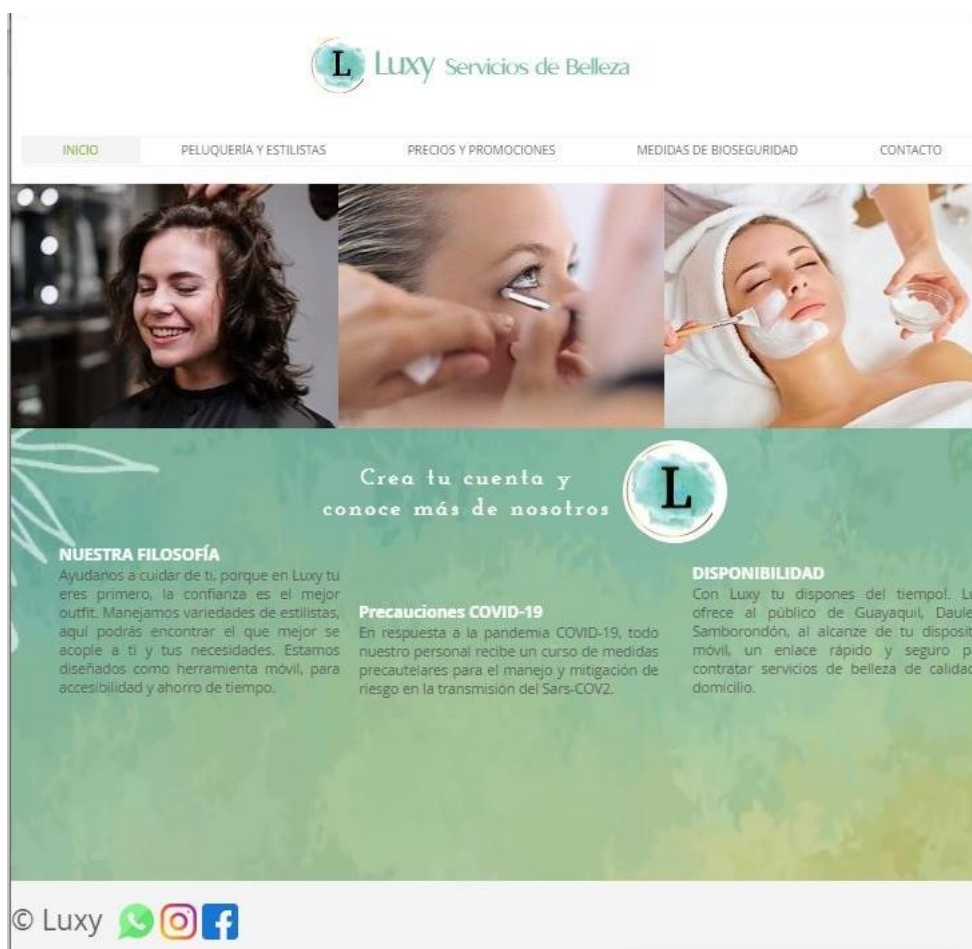 L Luxy Servicios de Belleza
INICIO PELUQUERÍA Y ESTILISTAS PRECIOS Y PROMOCIONES MEDIDAS DE BIOSEGURIDAD CONTACTO
Crea tu cuenta y
conoce más de nosotros
L
NUESTRA FILOSOFÍA
Ayudanos a cuidar de ti, porque en Luxy tu
eres primero, la confianza es el mejor
outfit. Manejamos variedades de estilistas,
aquí podrás encontrar el que mejor se
acople a ti y tus necesidades. Estamos
diseñados como herramienta móvil, para
accesibilidad y ahorro de tiempo.
Precauciones COVID-19
En respuesta a la pandemia COVID-19, todo
nuestro personal recibe un curso de medidas
precautelares para el manejo y mitigación de
riesgo en la transmisión del Sars-COV2.
DISPONIBILIDAD
Con Luxy tu dispones del tiempo!.
ofrece al público de Guayaquil,
Samborondón, al alcance de tu
móvil, un enlace rápido y seguro
contratar servicios de belleza de
domicilio.
© Luxy